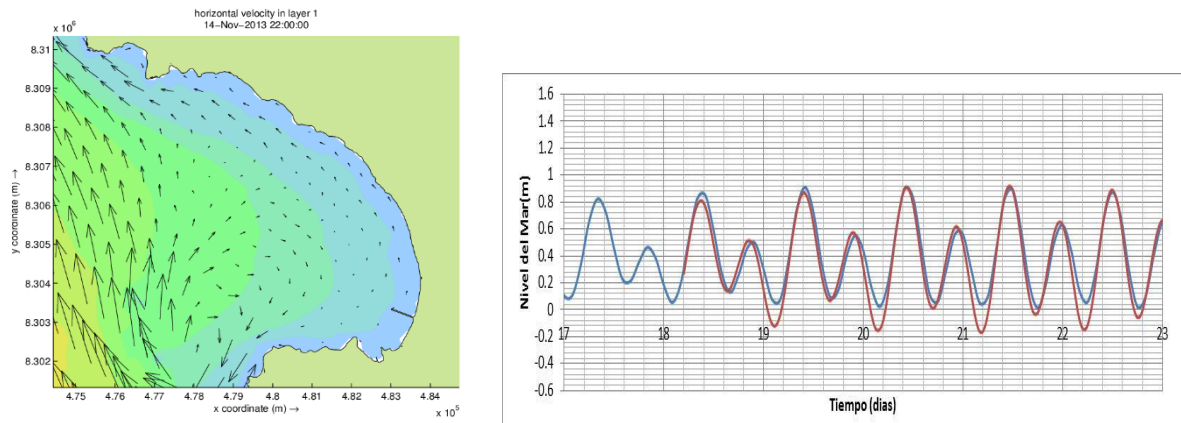 horizontal velocity in layer 1
14-Nov-2013 22:00:00
x 10⁶
8.31
8.309
8.308
8.307
8.306
8.305
8.304
8.303
8.302
y coordinate (m) →
4.75 4.76 4.77 4.78 4.79 4.8 4.81 4.82 4.83 4.84
x 10⁵
x coordinate (m) →
1.6
1.4
1.2
1
0.8
0.6
0.4
0.2
0
-0.2
-0.4
-0.6
Nivel del Mar(m)
17 18 19 20 21 22 23
Tiempo (dias)